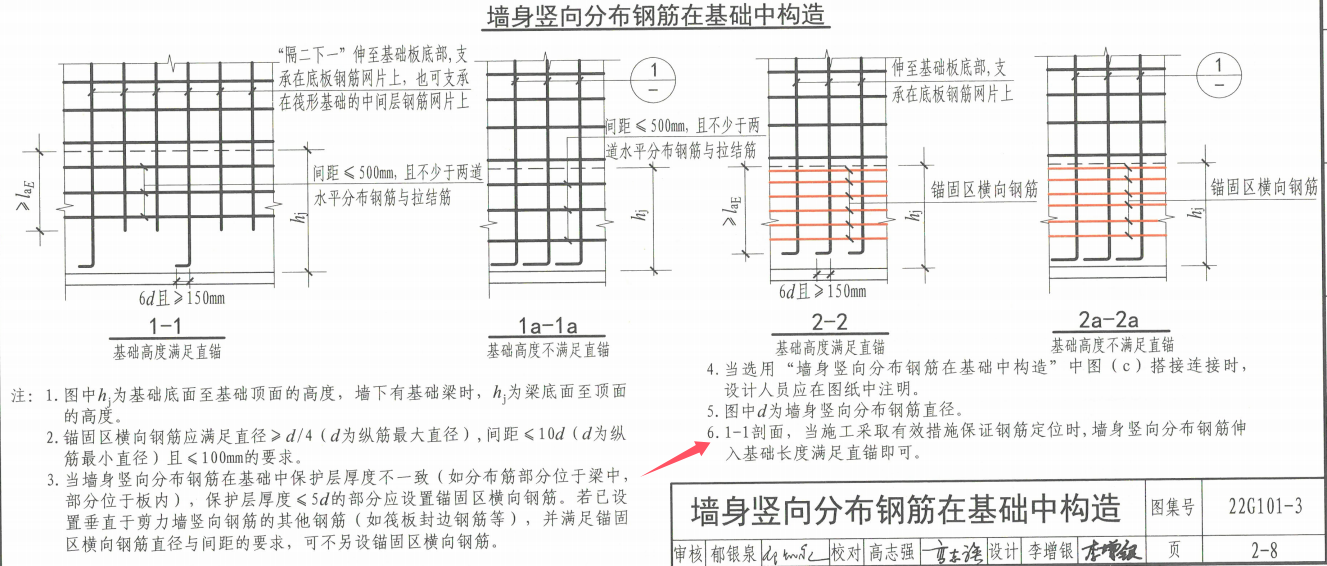 墙身竖向分布钢筋在基础中构造
“隔二下一”伸至基础板底部,支
承在底板钢筋网片上，也可支承
在筏形基础的中间层钢筋网片上
间距≤500mm,且不少于两道
水平分布钢筋与拉结筋
≥laE
hj
6d且≥150mm
1-1
基础高度满足直锚
1
–
间距≤500mm,且不少于两
道水平分布钢筋与拉结筋
hj
1a-1a
基础高度不满足直锚
伸至基础板底部,支
承在底板钢筋网片上
锚固区横向钢筋
≥laE
hj
6d且≥150mm
2-2
基础高度满足直锚
1
–
锚固区横向钢筋
hj
2a-2a
基础高度不满足直锚
注：1.图中hj为基础底面至基础顶面的高度，墙下有基础梁时，hj为梁底面至顶面
的高度。
2.锚固区横向钢筋应满足直径≥d/4（d为纵筋最大直径）,间距≤10d（d为纵
筋最小直径）且≤100mm的要求。
3.当墙身竖向分布钢筋在基础中保护层厚度不一致（如分布筋部分位于梁中，
部分位于板内），保护层厚度≤5d的部分应设置锚固区横向钢筋。若已设
置垂直于剪力墙竖向钢筋的其他钢筋（如筏板封边钢筋等），并满足锚固
区横向钢筋直径与间距的要求，可不另设锚固区横向钢筋。
4.当选用“墙身竖向分布钢筋在基础中构造”中图（c）搭接连接时，
设计人员应在图纸中注明。
5.图中d为墙身竖向分布钢筋直径。
6.1-1剖面，当施工采取有效措施保证钢筋定位时,墙身竖向分布钢筋伸
入基础长度满足直锚即可。
墙身竖向分布钢筋在基础中构造 图集号 22G101-3
审核 郁银泉 校对 高志强 高志强 设计 李增银 李增银 页 2-8